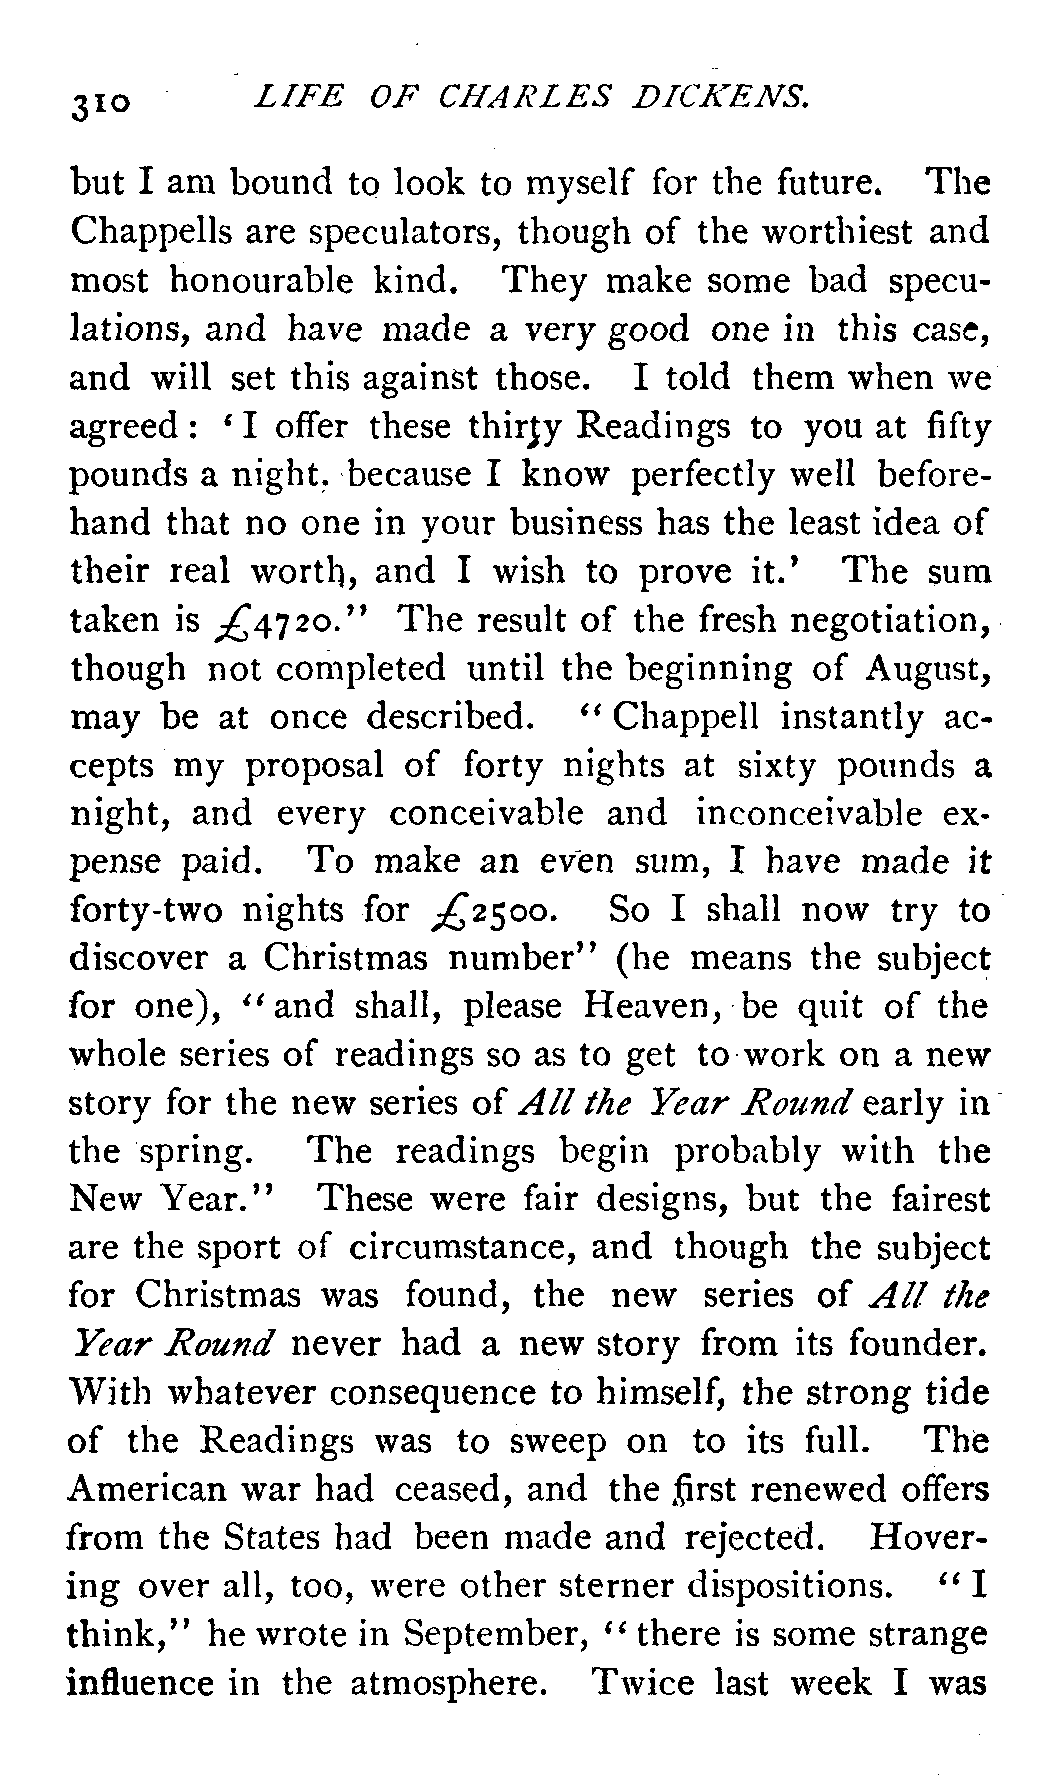 310 LIFE OF CHARLES DICKENS.
but I am bound to look to myself for the future. The
Chappells are speculators, though of the worthiest and
most honourable kind. They make some bad specu-
lations, and have made a very good one in this case,
and will set this against those. I told them when we
agreed: ‘I offer these thirty Readings to you at fifty
pounds a night, because I know perfectly well before-
hand that no one in your business has the least idea of
their real worth, and I wish to prove it.’ The sum
taken is £4720.” The result of the fresh negotiation,
though not completed until the beginning of August,
may be at once described. “Chappell instantly ac-
cepts my proposal of forty nights at sixty pounds a
night, and every conceivable and inconceivable ex-
pense paid. To make an even sum, I have made it
forty-two nights for £2500. So I shall now try to
discover a Christmas number” (he means the subject
for one), “and shall, please Heaven, be quit of the
whole series of readings so as to get to work on a new
story for the new series of All the Year Round early in
the spring. The readings begin probably with the
New Year.” These were fair designs, but the fairest
are the sport of circumstance, and though the subject
for Christmas was found, the new series of All the
Year Round never had a new story from its founder.
With whatever consequence to himself, the strong tide
of the Readings was to sweep on to its full. The
American war had ceased, and the first renewed offers
from the States had been made and rejected. Hover-
ing over all, too, were other sterner dispositions. “I
think,” he wrote in September, “there is some strange
influence in the atmosphere. Twice last week I was